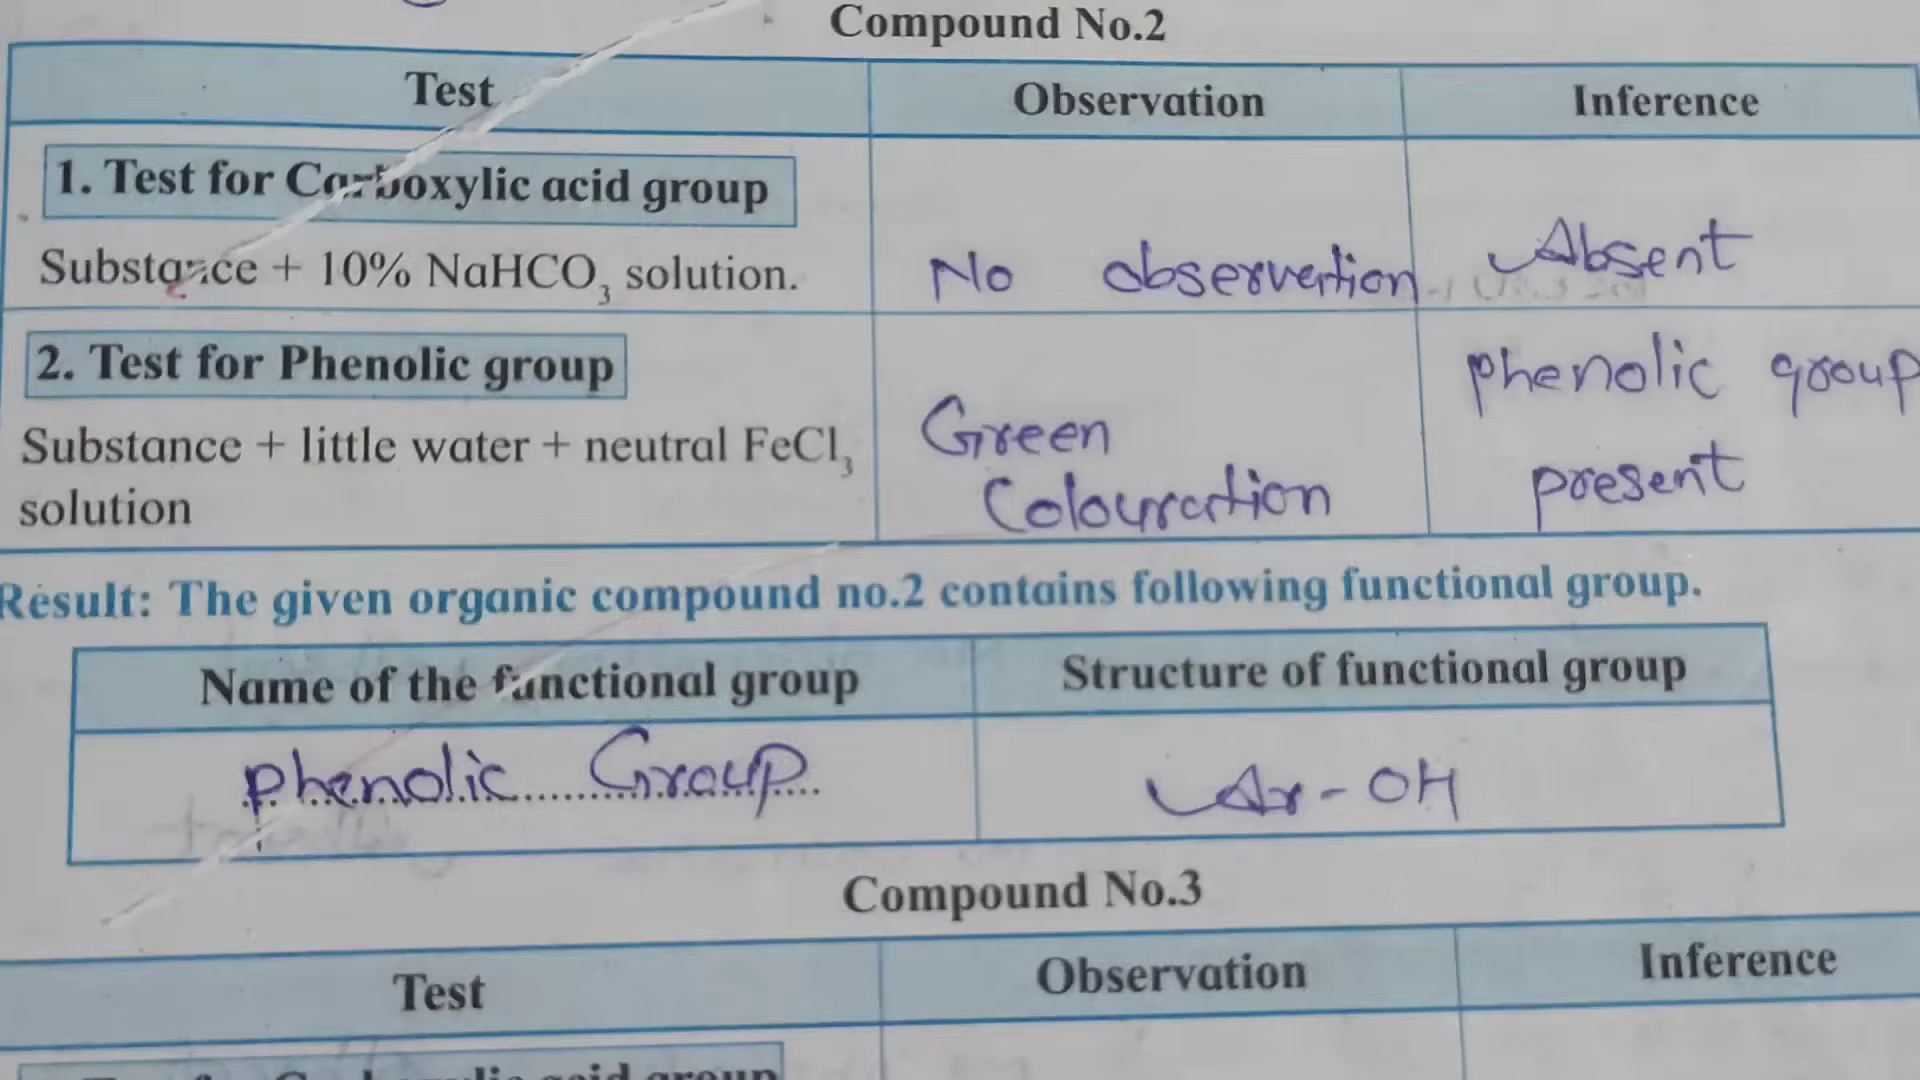 Compound No.2
Test Observation Inference
1. Test for Carboxylic acid group
Substance + 10% NaHCO₃ solution. No observation Absent
2. Test for Phenolic group
Substance + little water + neutral FeCl₃ solution Green Colouration phenolic group present
Result: The given organic compound no.2 contains following functional group.
Name of the functional group Structure of functional group
phenolic Group Ar-OH
Compound No.3
Test Observation Inference
acid group